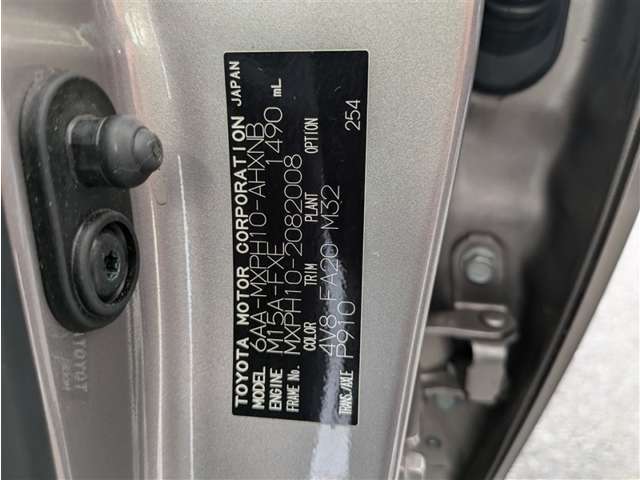 TOYOTA MOTOR CORPORATION JAPAN
MODEL 6AA-MXPH10-AHXNB
ENGINE M15A-FXE 1490 mL
FRAME No. MXPH10-2082008
COLOR TRIM PLANT OPTION
4V8 FA20 M32 254
TRANS./AXLE P910
TOYOTA